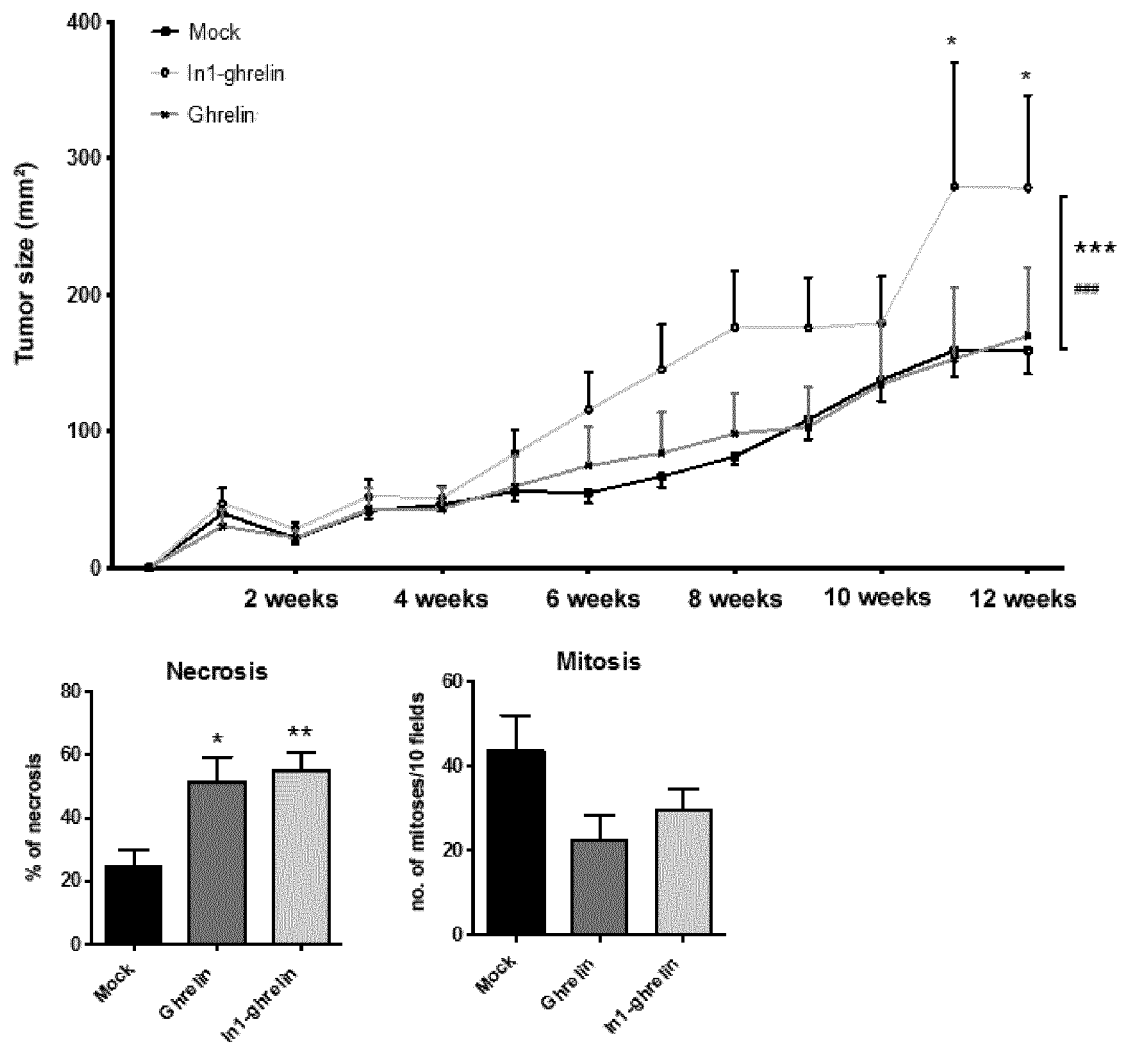 400
300
200
100
0
Tumor size (mm²)
Mock
In1-ghrelin
Ghrelin
*
*
***
###
2 weeks
4 weeks
6 weeks
8 weeks
10 weeks
12 weeks
Necrosis
80
60
40
20
0
% of necrosis
*
**
Mock
Ghrelin
In1-ghrelin
Mitosis
60
40
20
0
no. of mitoses/10 fields
Mock
Ghrelin
In1-ghrelin